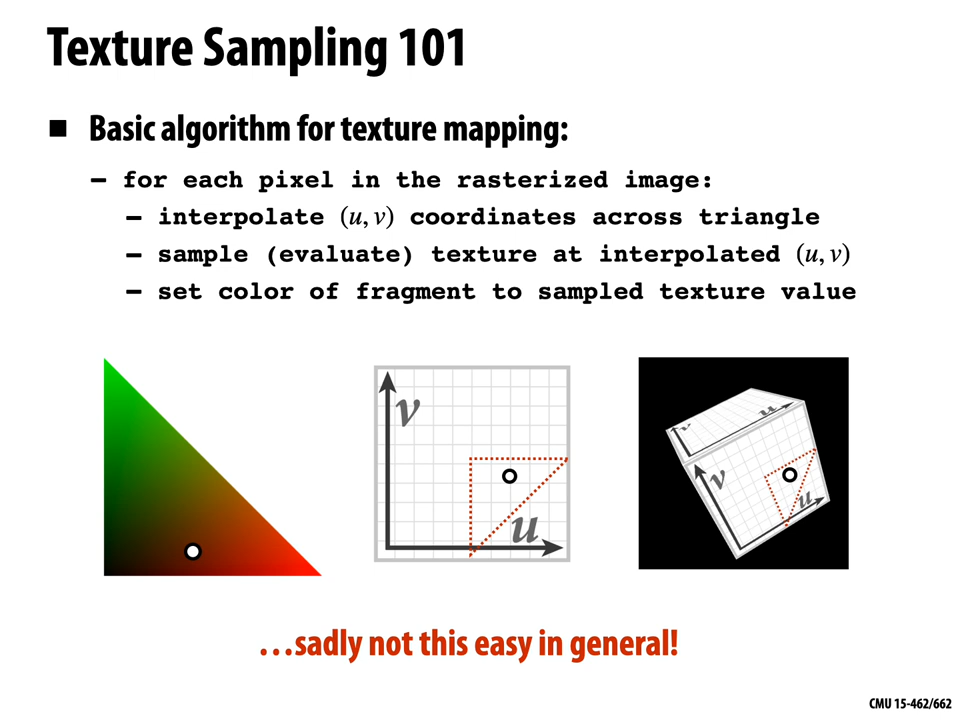 Texture Sampling 101
■ Basic algorithm for texture mapping:
– for each pixel in the rasterized image:
– interpolate (u, v) coordinates across triangle
– sample (evaluate) texture at interpolated (u, v)
– set color of fragment to sampled texture value
v
u
v
u
v
u
…sadly not this easy in general!
CMU 15-462/662